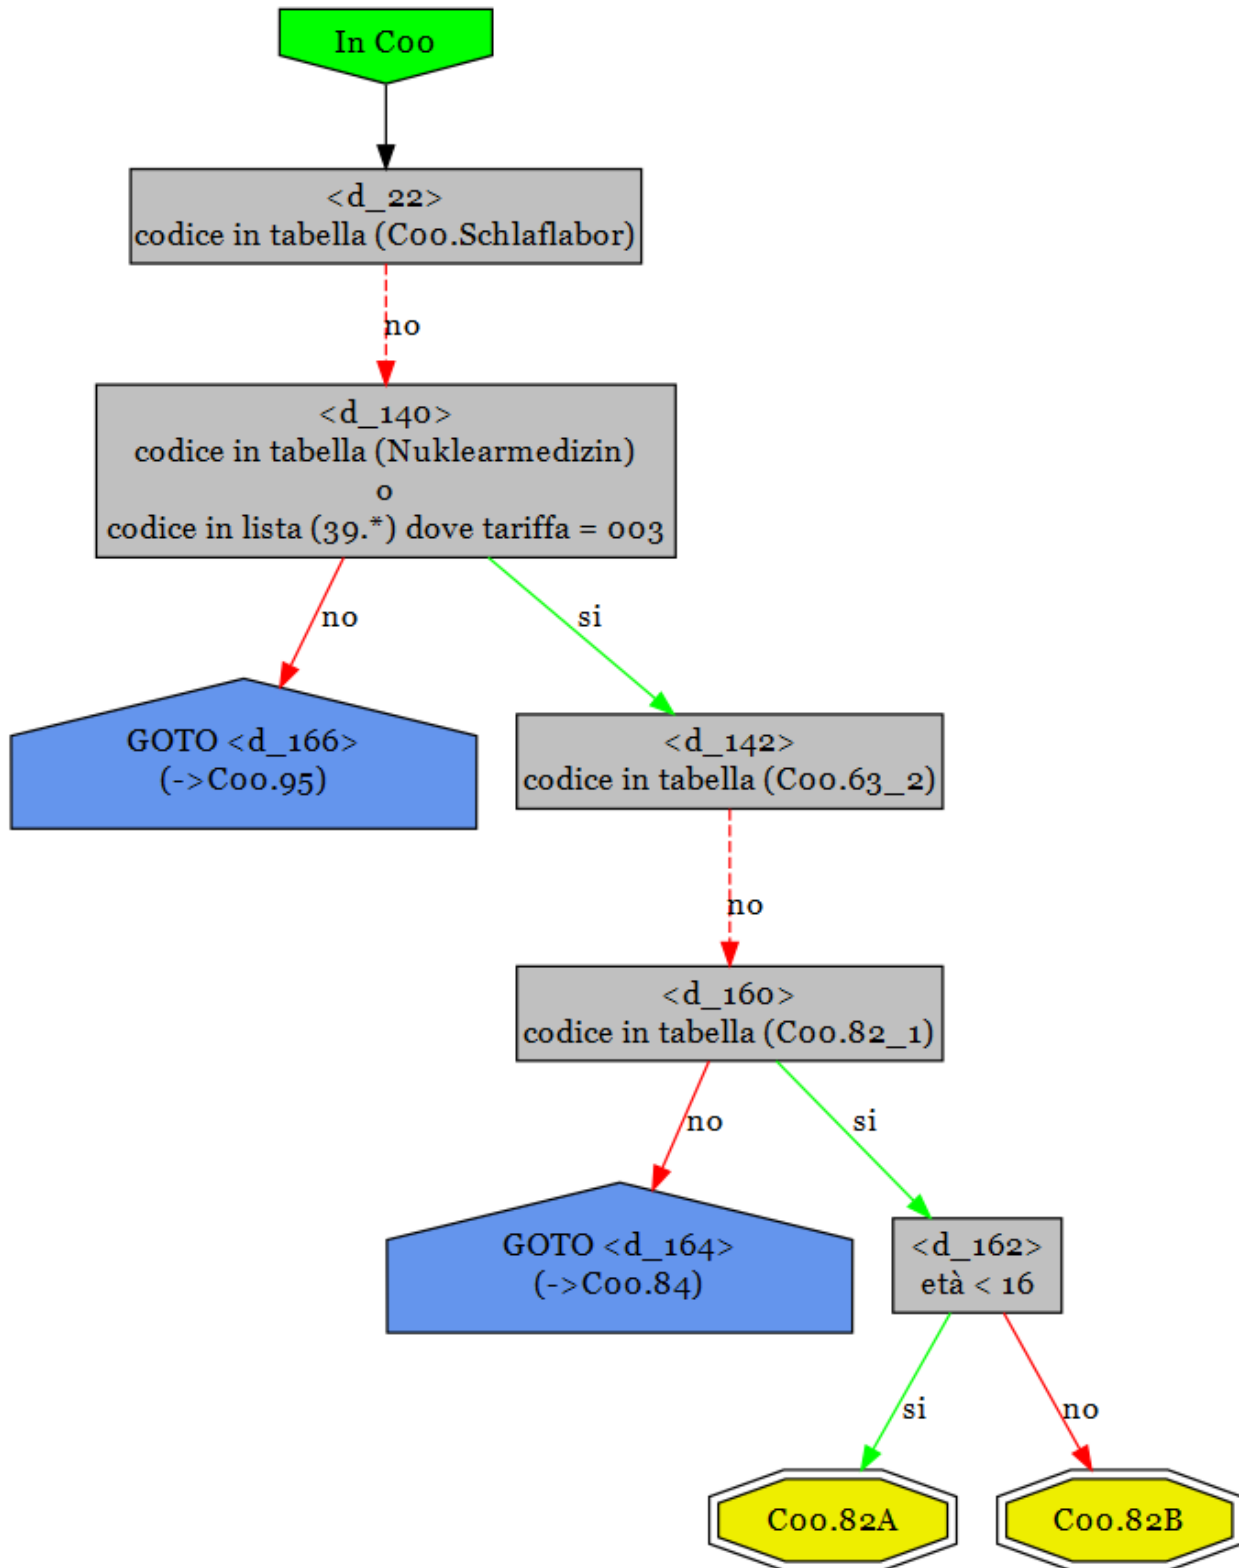 In C00
<d_22>
codice in tabella (C00.Schlaflabor)
no
<d_140>
codice in tabella (Nuklearmedizin)
o
codice in lista (39.*) dove tariffa = 003
no
si
GOTO <d_166>
(->C00.95)
<d_142>
codice in tabella (C00.63_2)
no
<d_160>
codice in tabella (C00.82_1)
no
si
GOTO <d_164>
(->C00.84)
<d_162>
età < 16
si
no
C00.82A
C00.82B